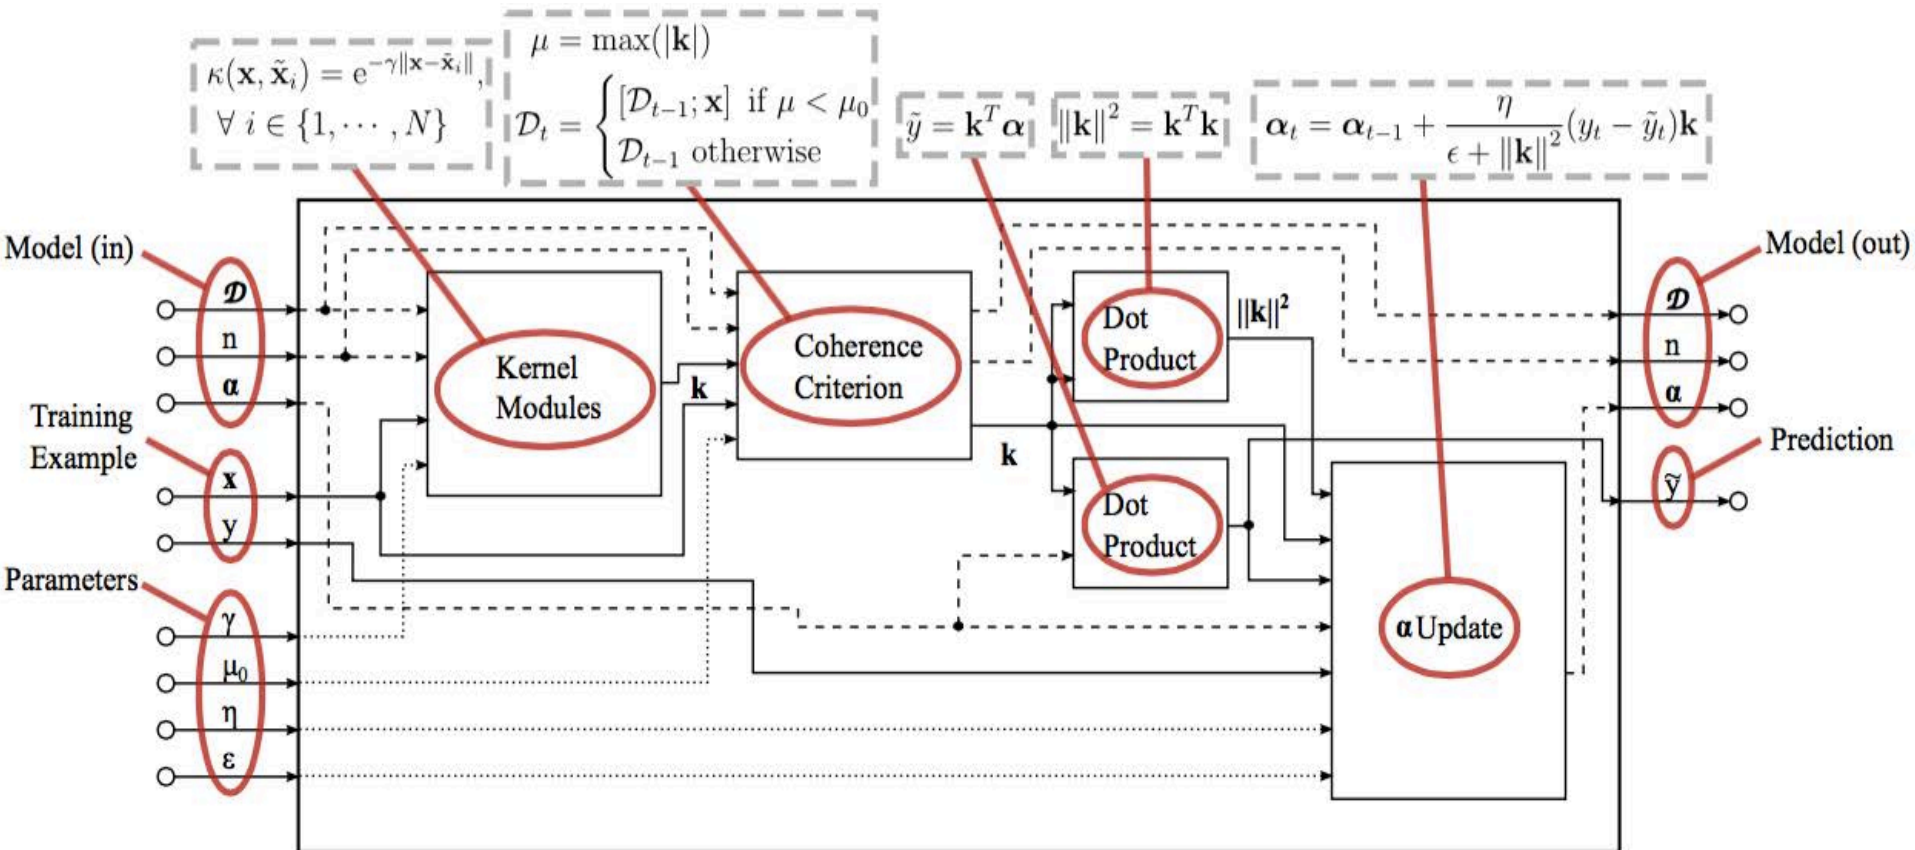 κ(x, x̃ᵢ) = e^{−γ‖x−x̃ᵢ‖},
∀ i ∈ {1, ⋯ , N}
μ = max(|k|)
𝒟ₜ = { [𝒟ₜ₋₁; x] if μ < μ₀
𝒟ₜ₋₁ otherwise
ỹ = kᵀα
‖k‖² = kᵀk
αₜ = αₜ₋₁ + η / (ϵ + ‖k‖²) (yₜ − ỹₜ)k
Model (in)
𝒟
n
α
Training
Example
x
y
Parameters
γ
μ₀
η
ε
Kernel
Modules
k
Coherence
Criterion
k
Dot
Product
||k||²
Dot
Product
α Update
Model (out)
𝒟
n
α
Prediction
ỹ